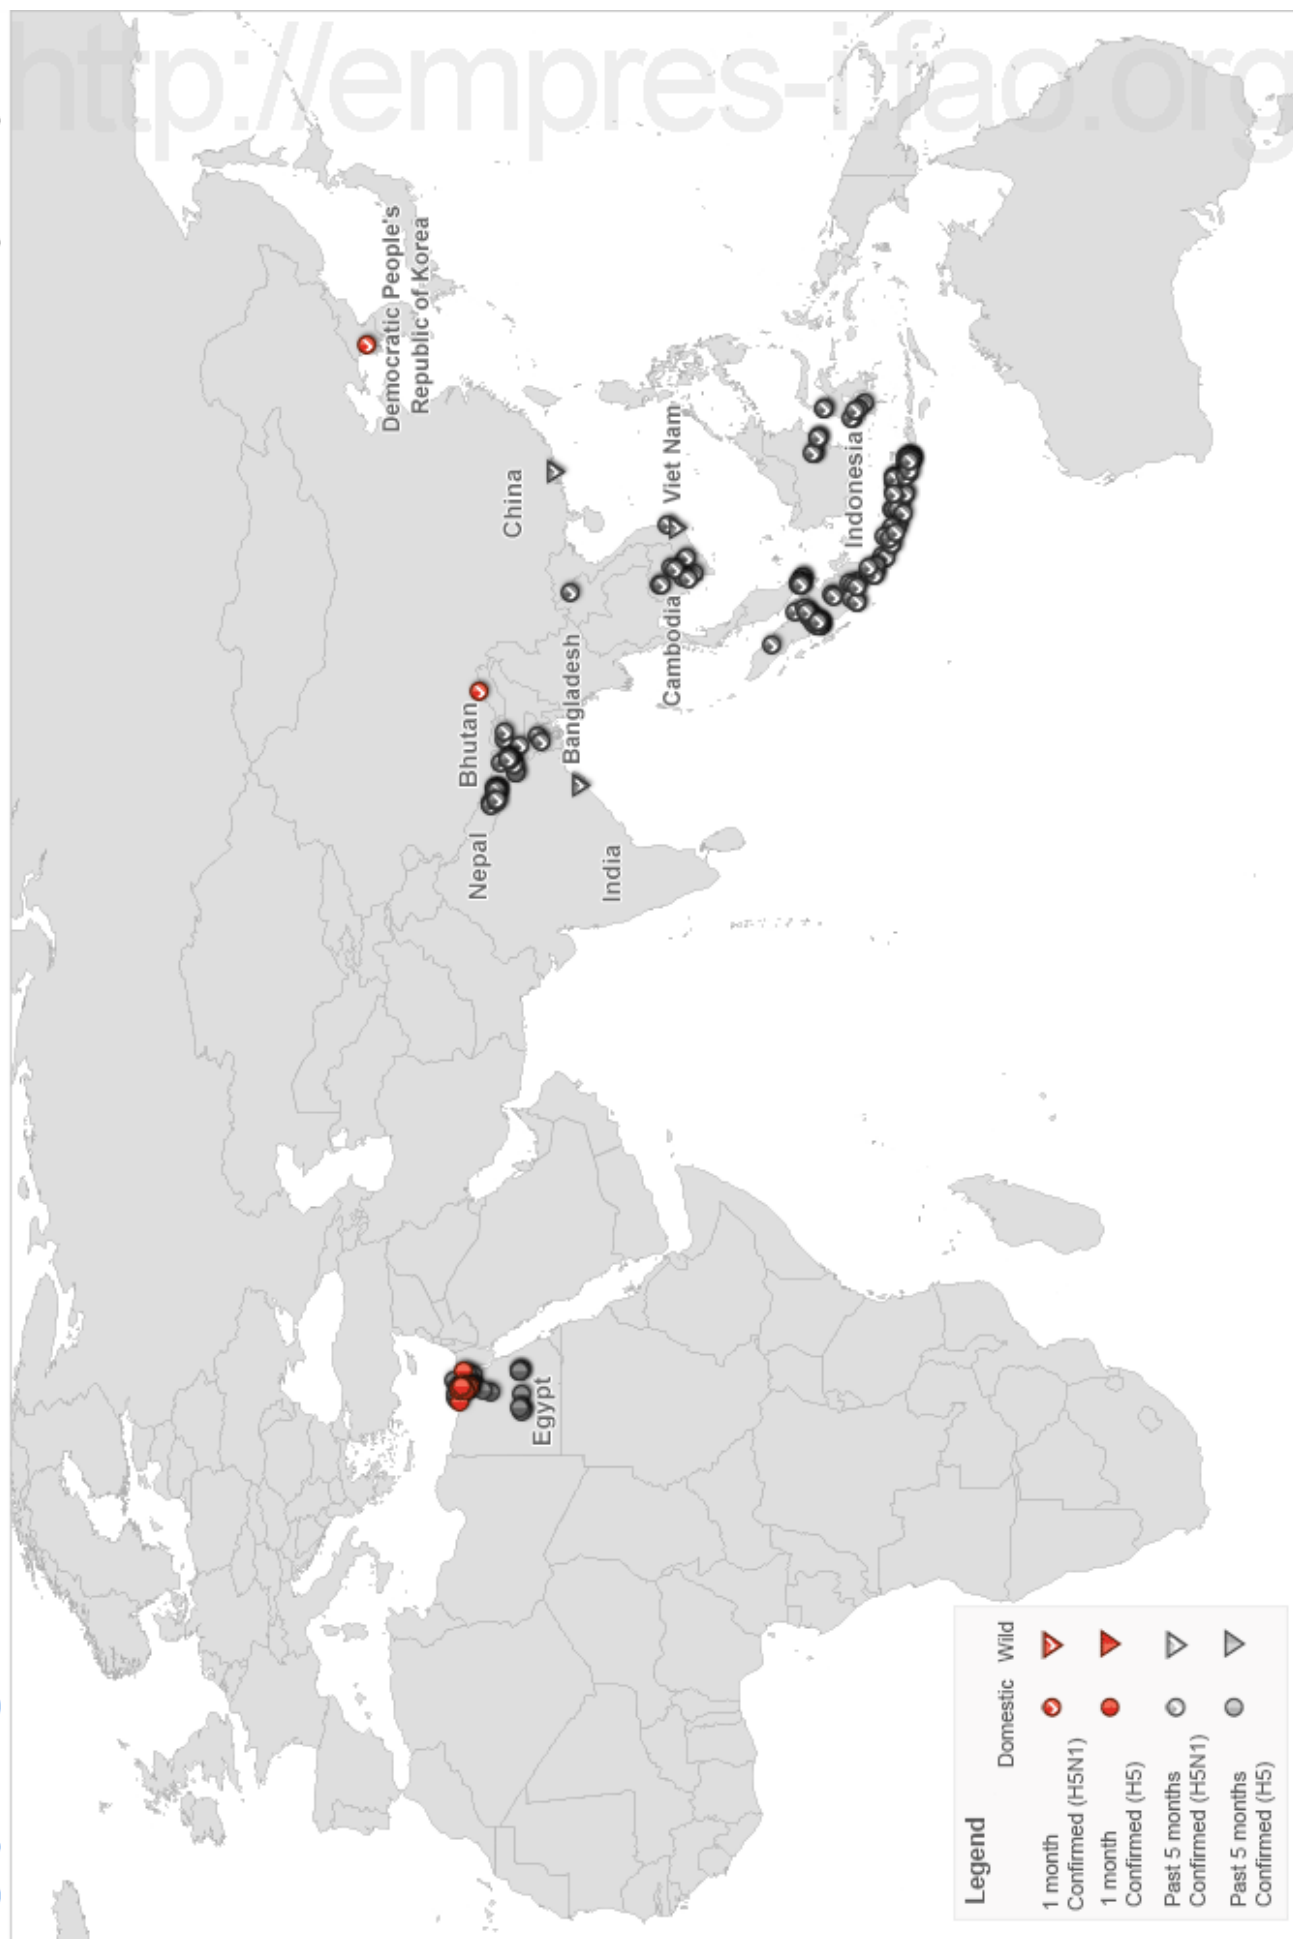 http://empres-i.fao.org
Democratic People's
Republic of Korea
China
Viet Nam
Cambodia
Indonesia
Bhutan
Bangladesh
Nepal
India
Egypt
Legend
Domestic Wild
1 month
Confirmed (H5N1)
1 month
Confirmed (H5)
Past 5 months
Confirmed (H5N1)
Past 5 months
Confirmed (H5)